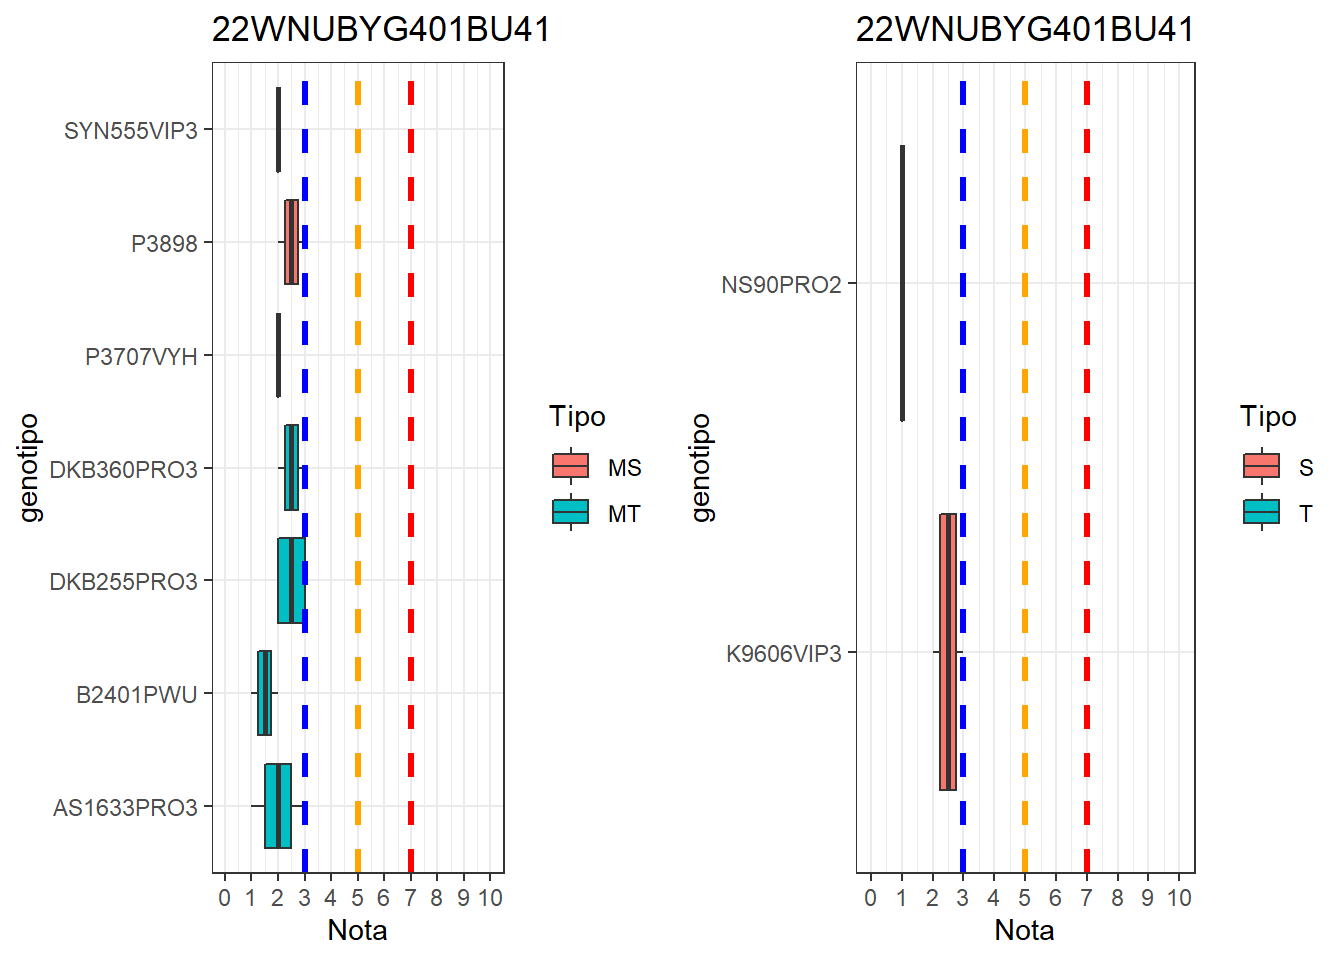 22WNUBYG401BU41
SYN555VIP3
P3898
P3707VYH
DKB360PRO3
DKB255PRO3
B2401PWU
AS1633PRO3
genotipo
0 1 2 3 4 5 6 7 8 9 10
Nota
Tipo
MS
MT
22WNUBYG401BU41
NS90PRO2
K9606VIP3
genotipo
0 1 2 3 4 5 6 7 8 9 10
Nota
Tipo
S
T